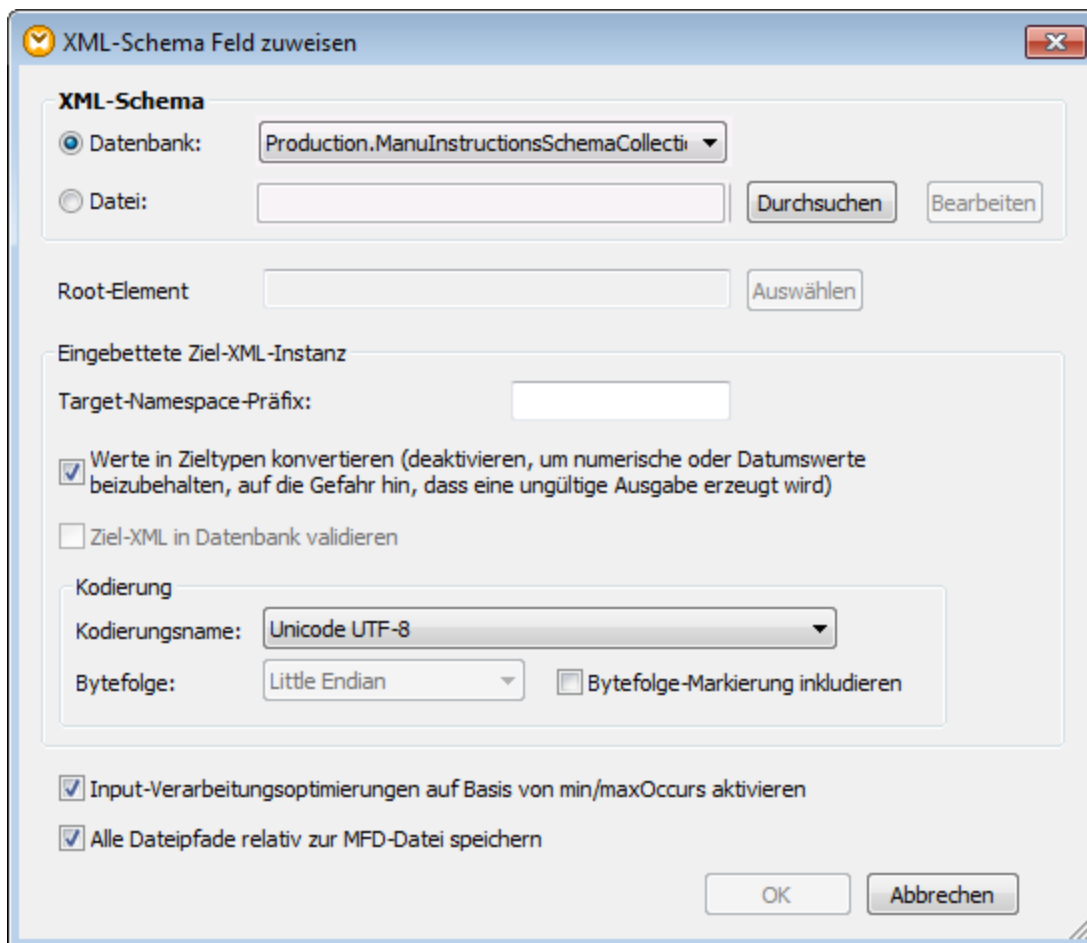 XML-Schema Feld zuweisen
XML-Schema
Datenbank: Production.ManuInstructionsSchemaCollecti
Datei: Durchsuchen Bearbeiten
Root-Element Auswählen
Eingebettete Ziel-XML-Instanz
Target-Namespace-Präfix:
Werte in Zieltypen konvertieren (deaktivieren, um numerische oder Datumswerte
beizubehalten, auf die Gefahr hin, dass eine ungültige Ausgabe erzeugt wird)
Ziel-XML in Datenbank validieren
Kodierung
Kodierungsname: Unicode UTF-8
Bytefolge: Little Endian Bytefolge-Markierung inkludieren
Input-Verarbeitungsoptimierungen auf Basis von min/maxOccurs aktivieren
Alle Dateipfade relativ zur MFD-Datei speichern
OK Abbrechen